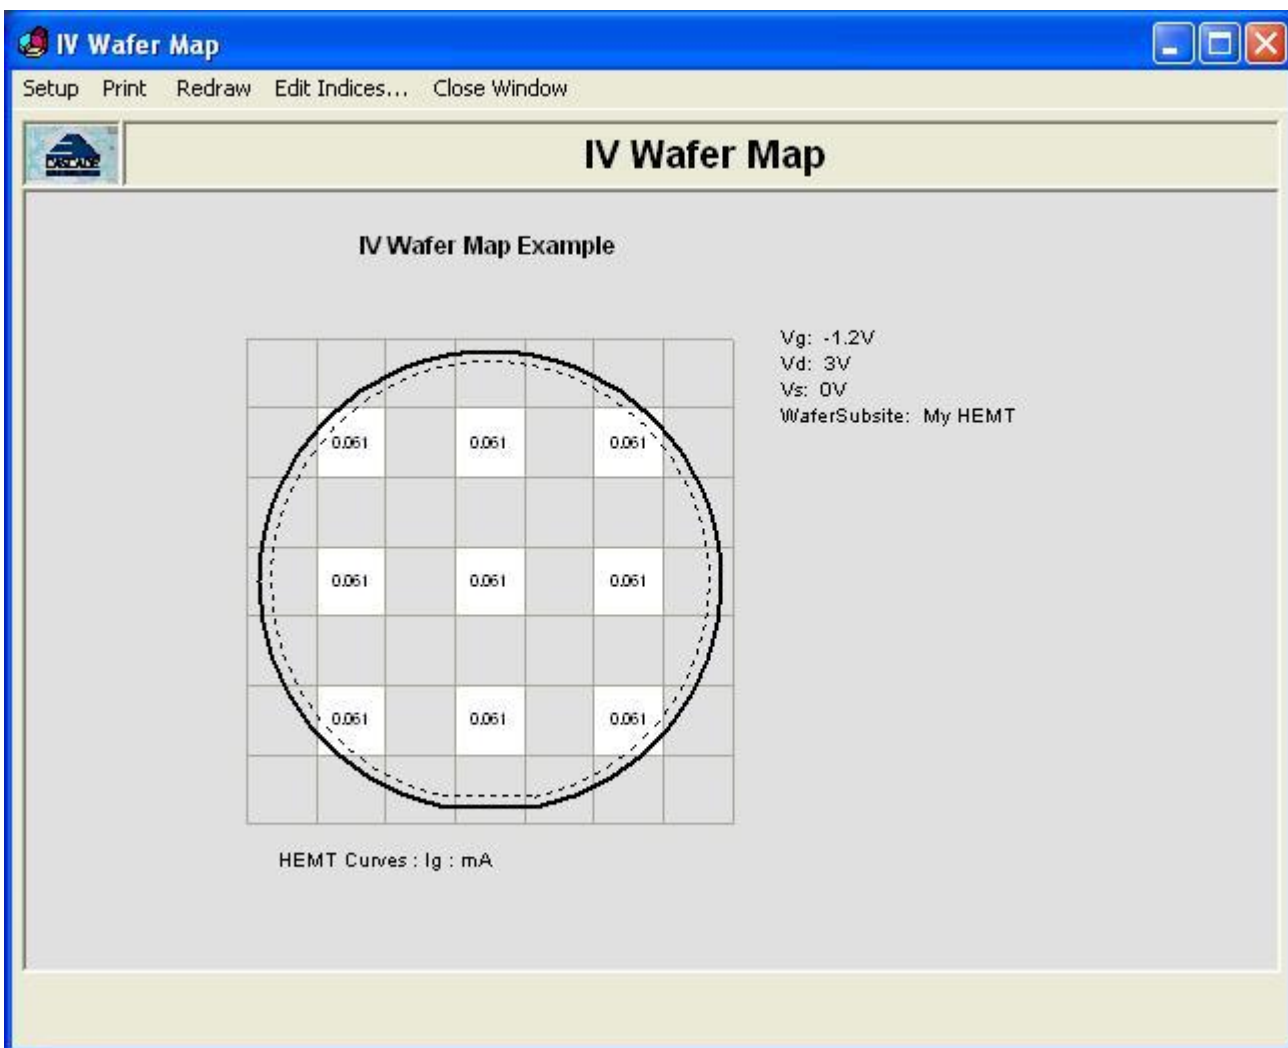 IV Wafer Map
Setup Print Redraw Edit Indices... Close Window
CASCADE
IV Wafer Map
IV Wafer Map Example
Vg: -1.2V
Vd: 3V
Vs: 0V
WaferSubsite: My HEMT
0.061 0.061 0.061
0.061 0.061 0.061
0.061 0.061 0.061
HEMT Curves : Ig : mA